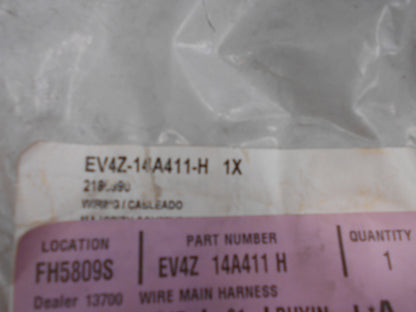 EV4Z-14A411-H 1X
WIRING/CABLEADO
LOCATION PART NUMBER QUANTITY
FH5809S EV4Z 14A411 H 1
Dealer 13700 WIRE MAIN HARNESS